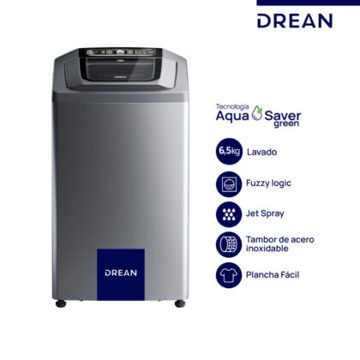 DREAN
Tecnología
Aqua Saver
green
6,5kg Lavado
Fuzzy logic
Jet Spray
Tambor de acero
inoxidable
Plancha Fácil
DREAN